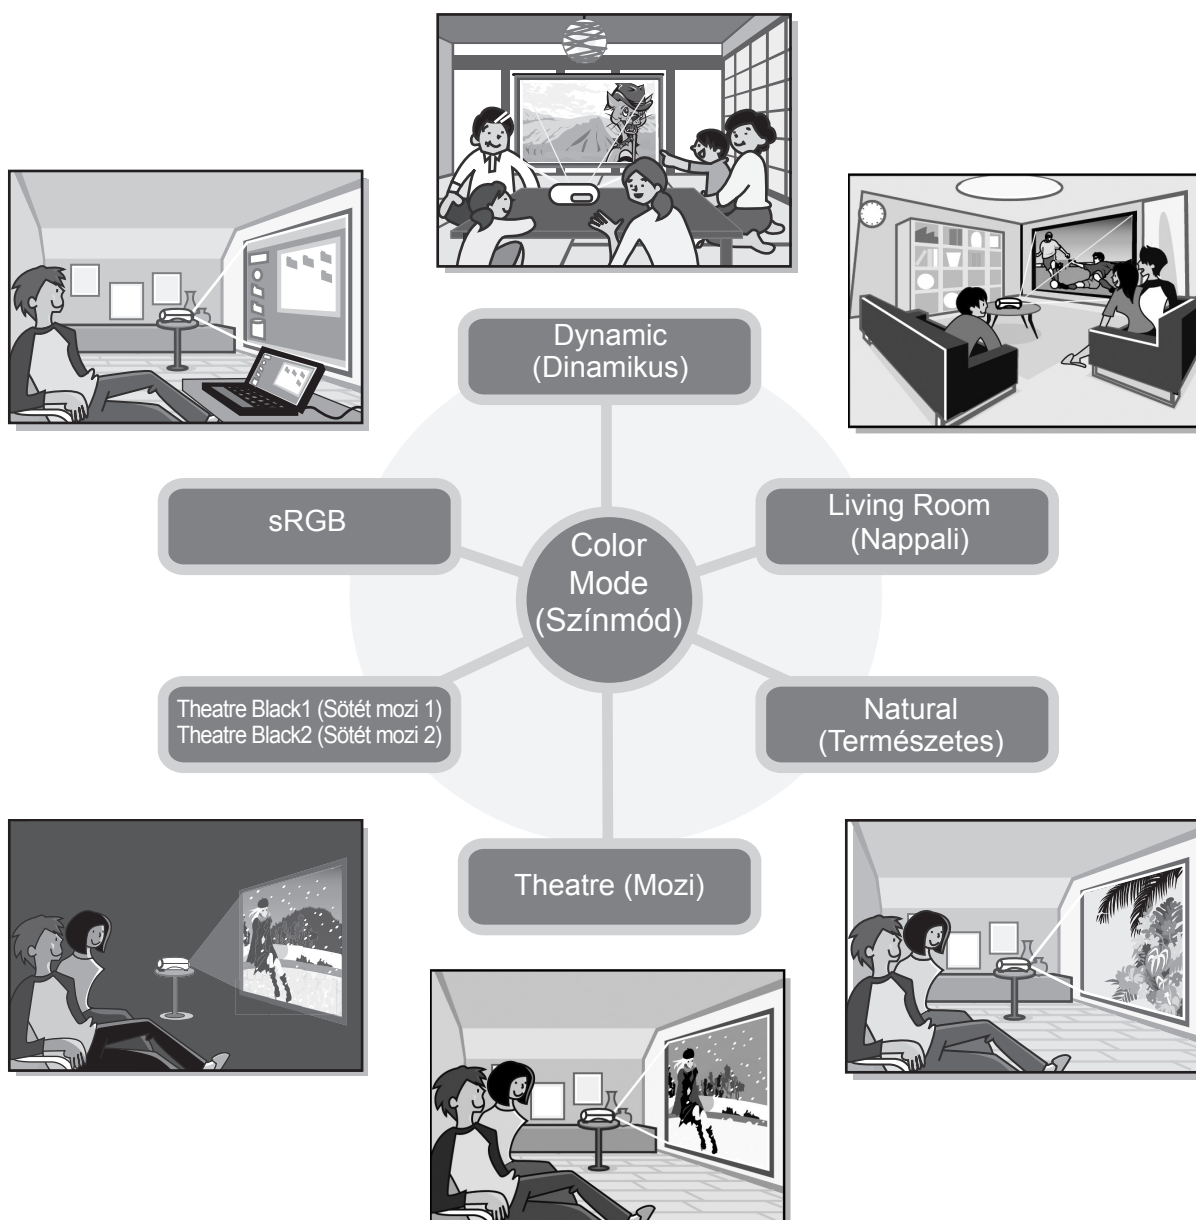 Dynamic
(Dinamikus)
sRGB
Living Room
(Nappali)
Color
Mode
(Színmód)
Theatre Black1 (Sötét mozi 1)
Theatre Black2 (Sötét mozi 2)
Natural
(Természetes)
Theatre (Mozi)